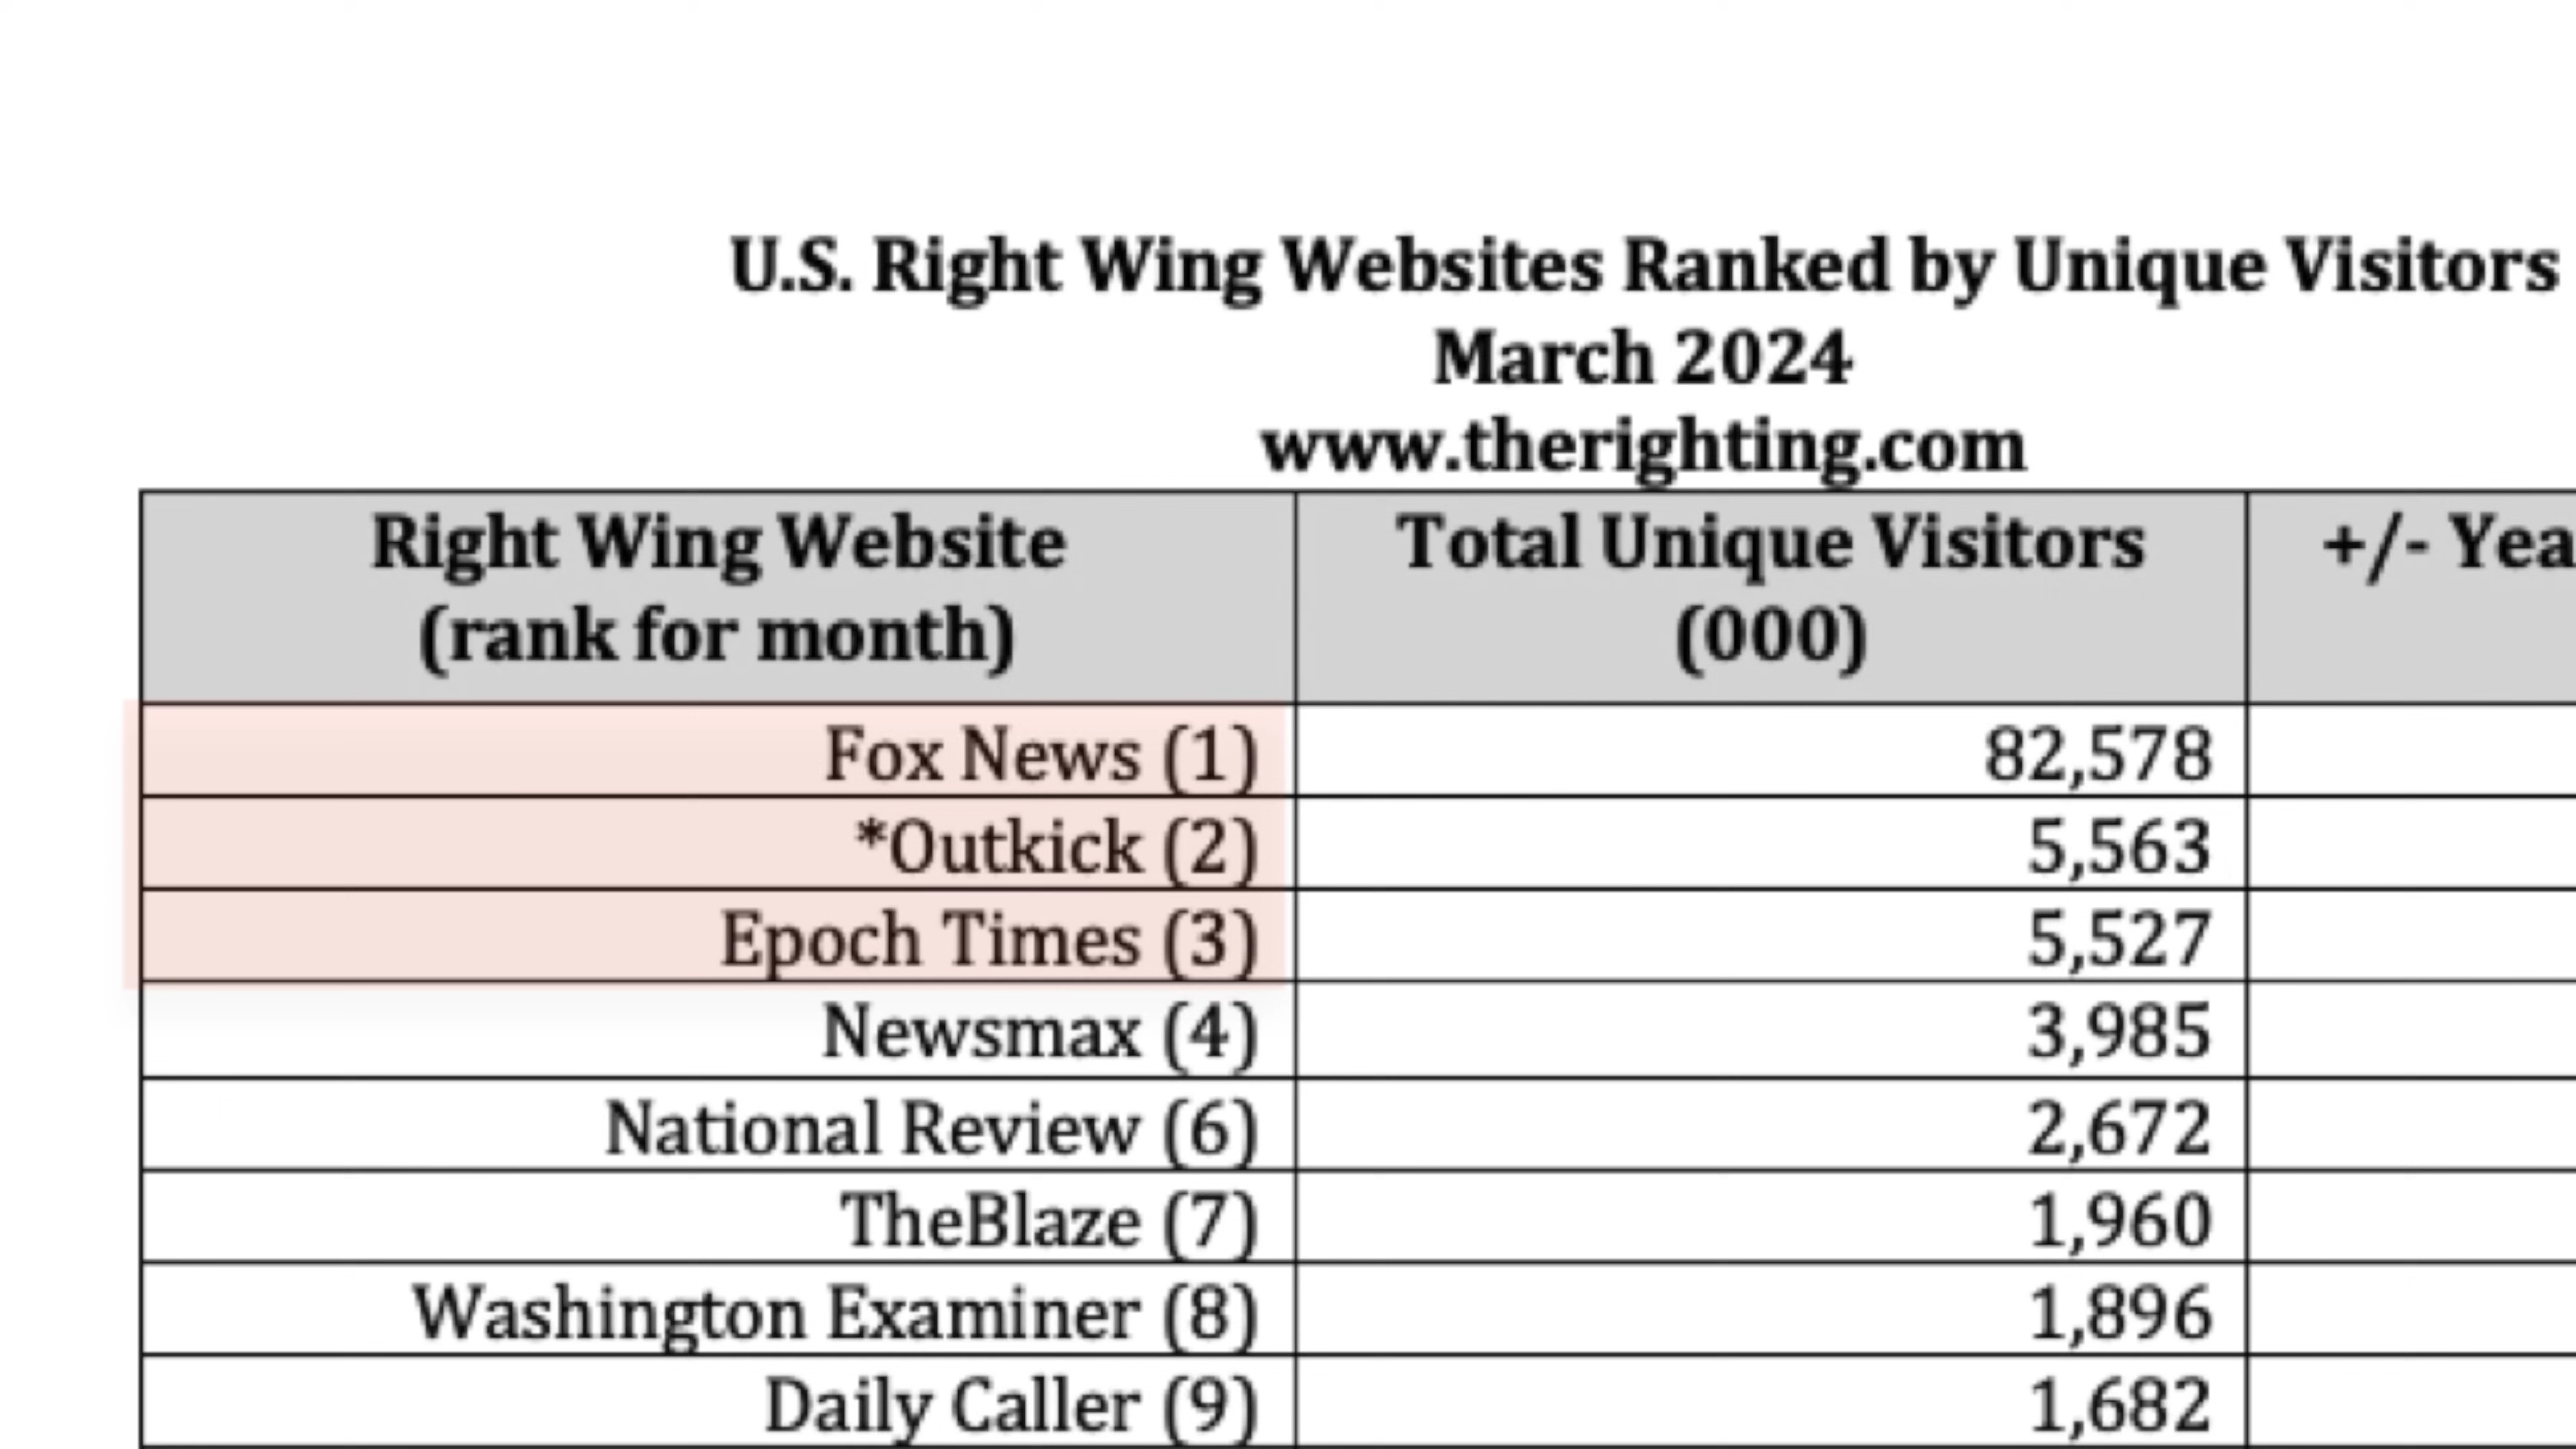 U.S. Right Wing Websites Ranked by Unique Visitors
March 2024
www.therighting.com
Right Wing Website (rank for month) Total Unique Visitors (000) +/- Yea
Fox News (1) 82,578
*Outkick (2) 5,563
Epoch Times (3) 5,527
Newsmax (4) 3,985
National Review (6) 2,672
TheBlaze (7) 1,960
Washington Examiner (8) 1,896
Daily Caller (9) 1,682